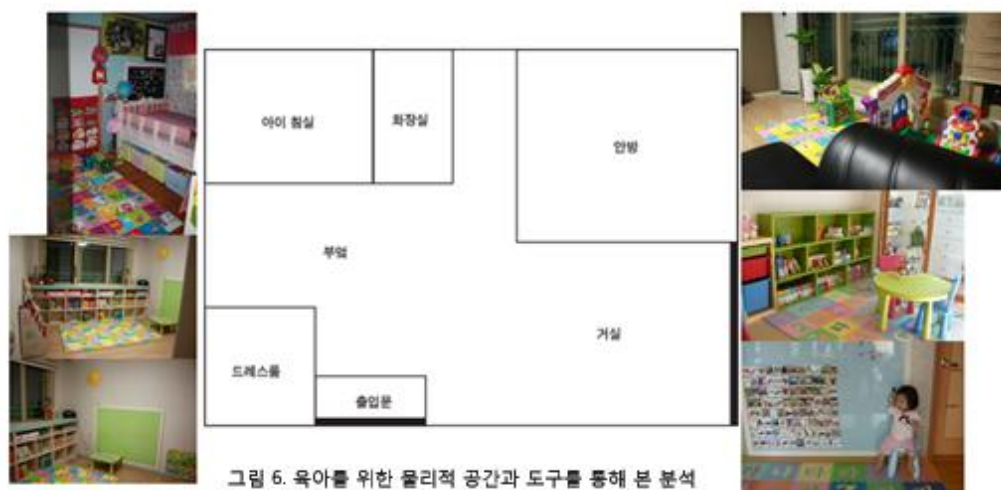 아이 침실
화장실
안방
부엌
거실
드레스룸
출입문
그림 6. 육아를 위한 물리적 공간과 도구를 통해 본 분석